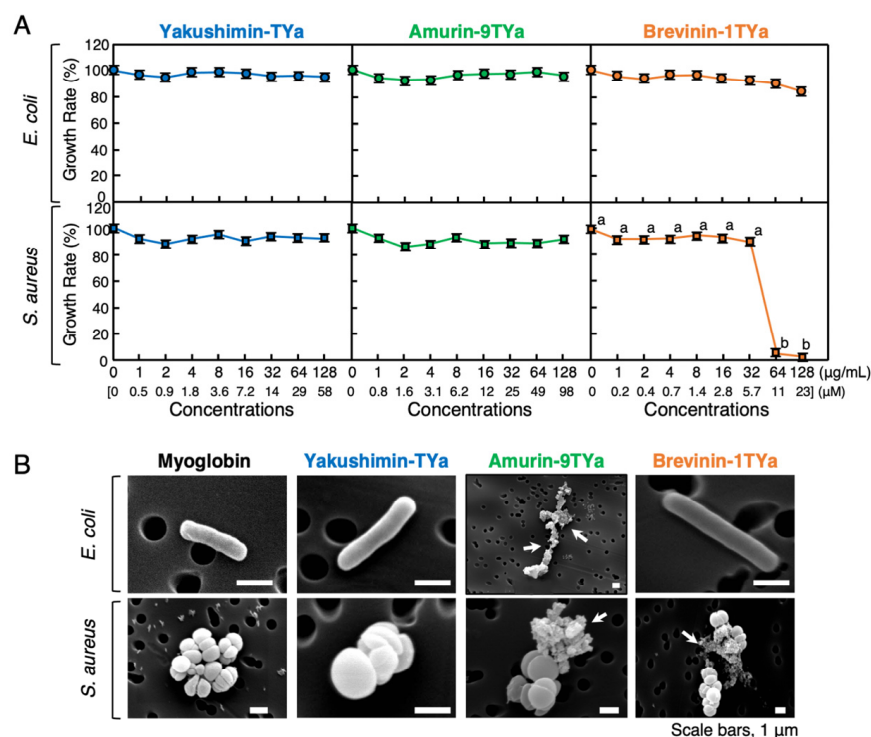 A
Yakushimin-TYa Amurin-9TYa Brevinin-1TYa
E. coli
Growth Rate (%)
120
100
80
60
40
20
0
S. aureus
Growth Rate (%)
120
100
80
60
40
20
0
a a a a a a a b b
0 1 2 4 8 16 32 64 128 0 1 2 4 8 16 32 64 128 0 1 2 4 8 16 32 64 128 (µg/mL)
[0 0.5 0.9 1.8 3.6 7.2 14 29 58 0 0.8 1.6 3.1 6.2 12 25 49 98 0 0.2 0.4 0.7 1.4 2.8 5.7 11 23] (µM)
Concentrations Concentrations Concentrations
B
Myoglobin Yakushimin-TYa Amurin-9TYa Brevinin-1TYa
E. coli
S. aureus
Scale bars, 1 µm